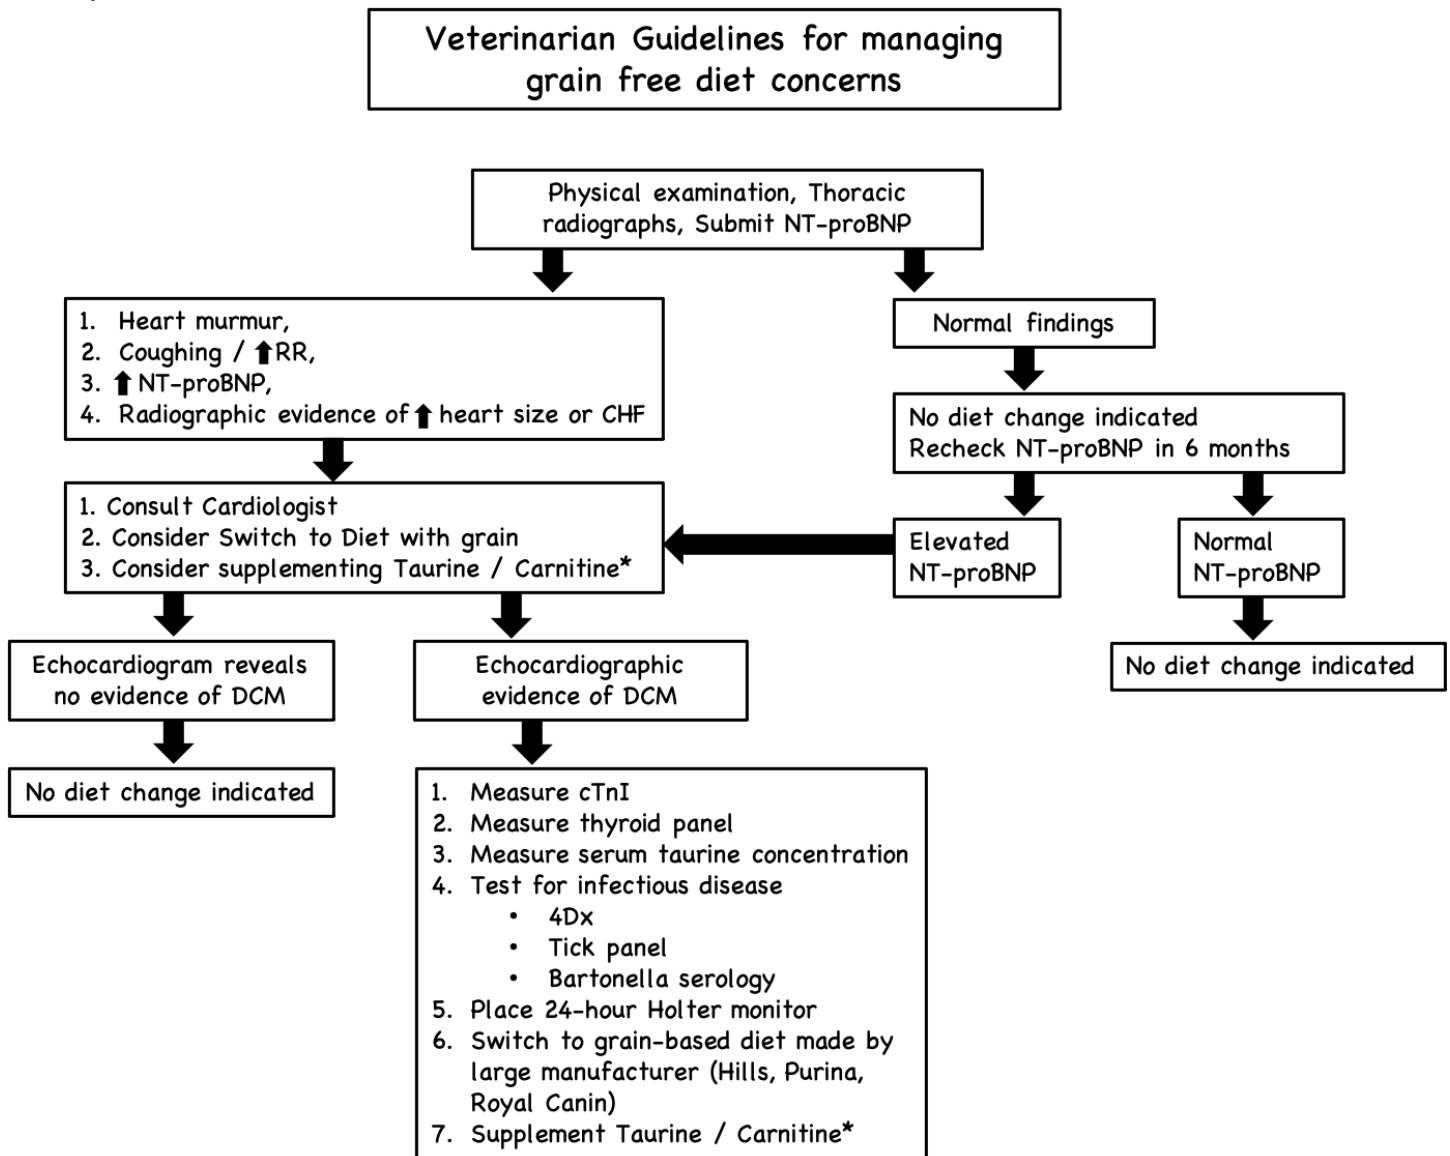 Veterinarian Guidelines for managing
grain free diet concerns
Physical examination, Thoracic
radiographs, Submit NT-proBNP
1. Heart murmur,
2. Coughing / ⬆RR,
3. ⬆NT-proBNP,
4. Radiographic evidence of ⬆ heart size or CHF
Normal findings
No diet change indicated
Recheck NT-proBNP in 6 months
1. Consult Cardiologist
2. Consider Switch to Diet with grain
3. Consider supplementing Taurine / Carnitine*
Elevated
NT-proBNP
Normal
NT-proBNP
Echocardiogram reveals
no evidence of DCM
Echocardiographic
evidence of DCM
No diet change indicated
No diet change indicated
1. Measure cTnI
2. Measure thyroid panel
3. Measure serum taurine concentration
4. Test for infectious disease
• 4Dx
• Tick panel
• Bartonella serology
5. Place 24-hour Holter monitor
6. Switch to grain-based diet made by
large manufacturer (Hills, Purina,
Royal Canin)
7. Supplement Taurine / Carnitine*